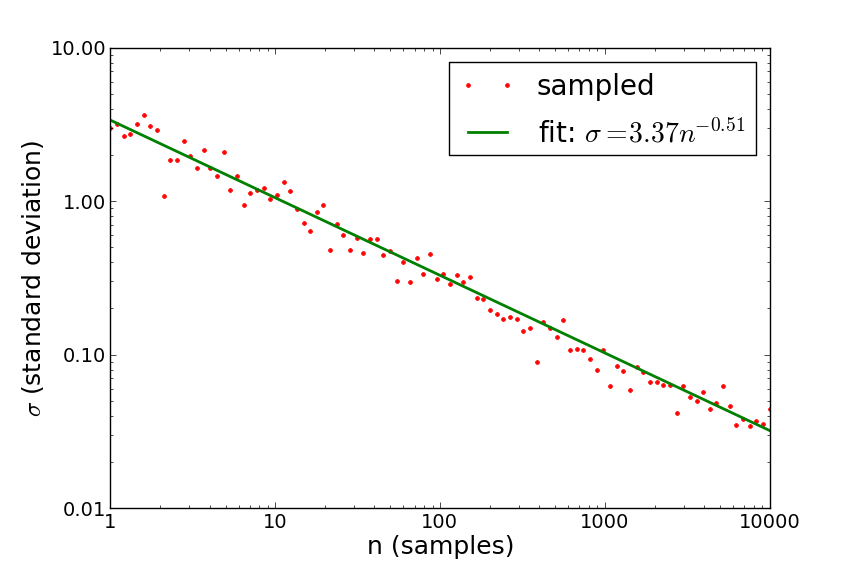 10.00
sampled
fit: σ=3.37n^{-0.51}
1.00
σ (standard deviation)
0.10
0.01
1 10 100 1000 10000
n (samples)